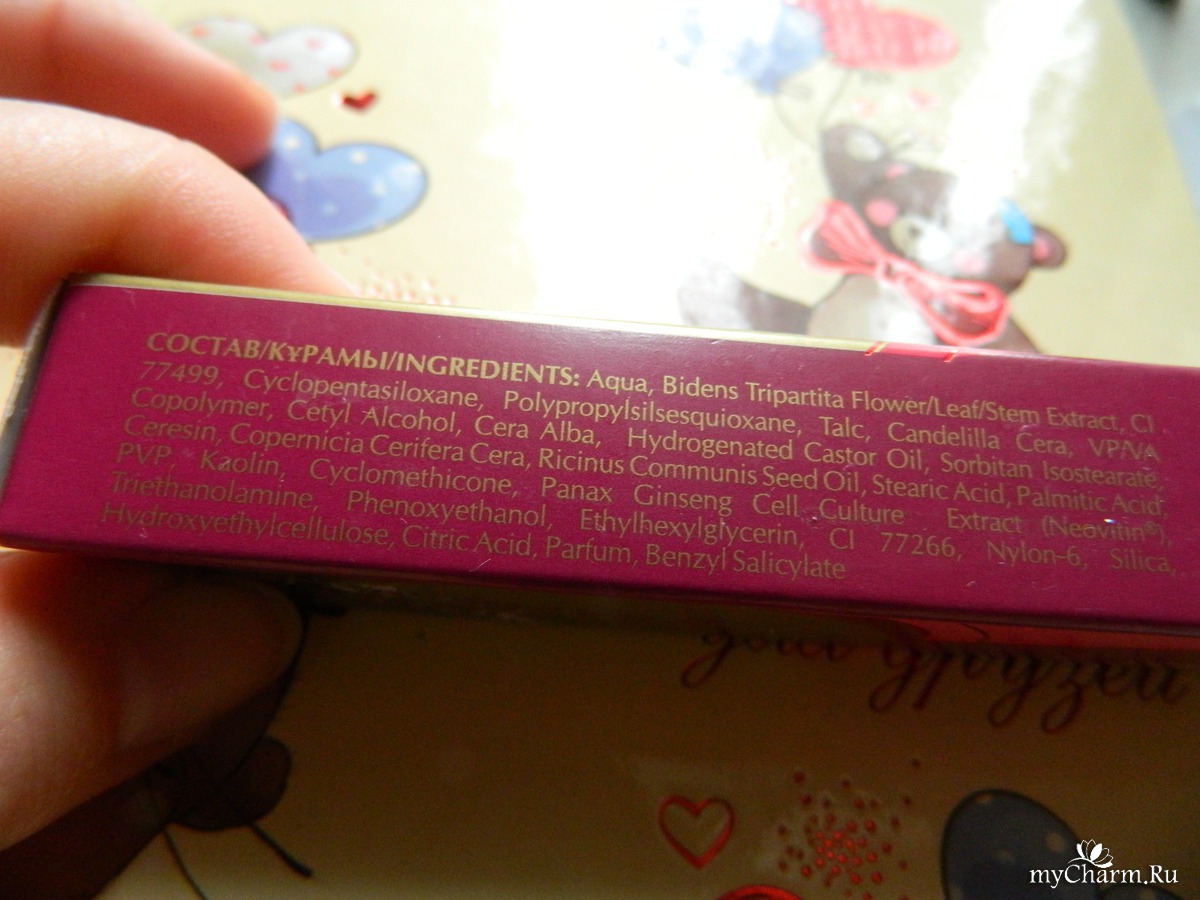 СОСТАВ/ҚҰРАМЫ/INGREDIENTS: Aqua, Bidens Tripartita Flower/Leaf/Stem Extract, CI
77499, Cyclopentasiloxane, Polypropylsilsesquioxane, Talc, Candelilla Cera, VP/VA
Copolymer, Cetyl Alcohol, Cera Alba, Hydrogenated Castor Oil, Sorbitan Isostearate,
Ceresin, Copernicia Cerifera Cera, Ricinus Communis Seed Oil, Stearic Acid, Palmitic Acid,
PVP, Kaolin, Cyclomethicone, Panax Ginseng Cell Culture Extract (Neovitin®),
Triethanolamine, Phenoxyethanol, Ethylhexylglycerin, CI 77266, Nylon-6, Silica,
Hydroxyethylcellulose, Citric Acid, Parfum, Benzyl Salicylate
друзей
myCharm.Ru